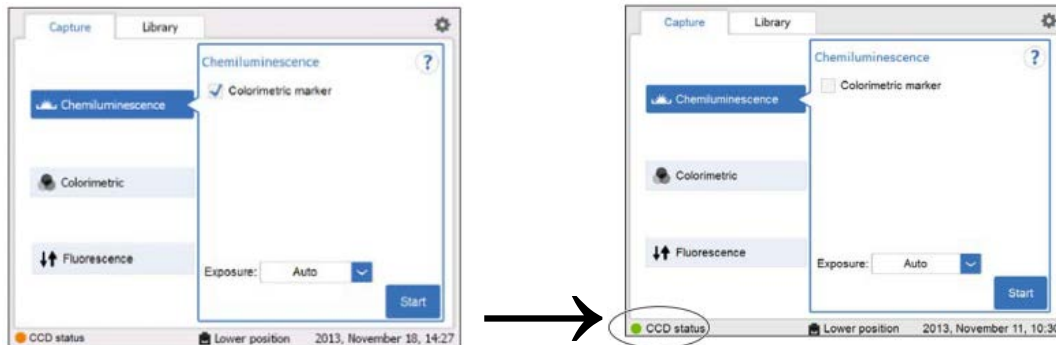 Capture Library
Chemiluminescence ?
Colorimetric marker
Chemiluminescence
Colorimetric
Fluorescence
Exposure: Auto
Start
CCD status Lower position 2013, November 18, 14:27
Capture Library
Chemiluminescence ?
Colorimetric marker
Chemiluminescence
Colorimetric
Fluorescence
Exposure: Auto
Start
CCD status Lower position 2013, November 11, 10:30